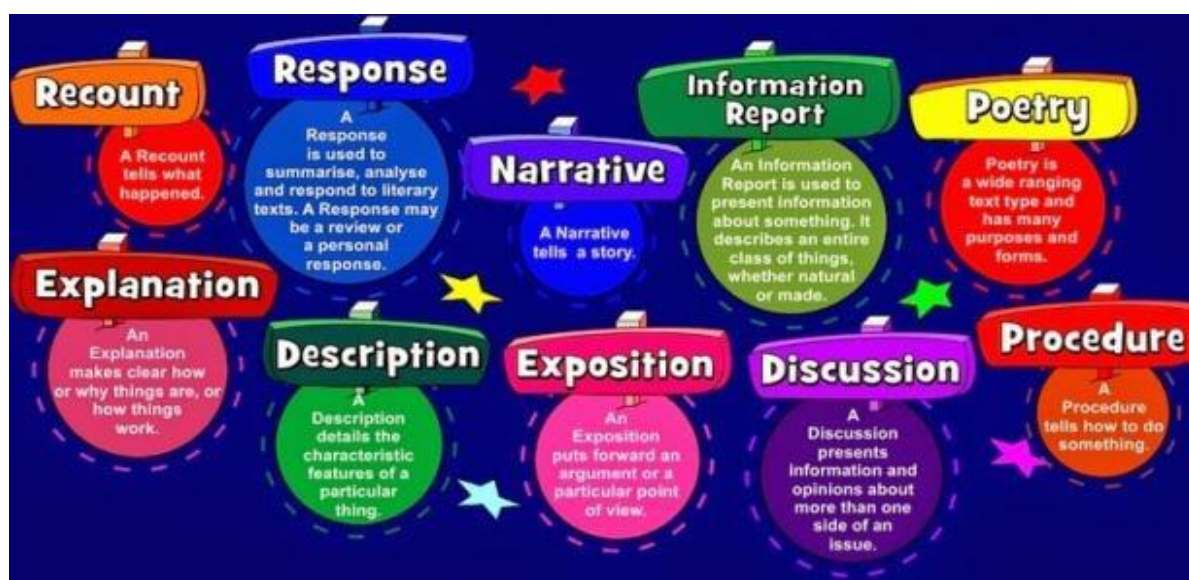 Recount
A Recount
tells what
happened.
Response
A
Response
is used to
summarise, analyse
and respond to literary
texts. A Response may
be a review or
a personal
response.
Narrative
A Narrative
tells a story.
Information
Report
An Information
Report is used to
present information
about something. It
describes an entire
class of things,
whether natural
or made.
Poetry
Poetry is
a wide ranging
text type and
has many
purposes and
forms.
Explanation
An
Explanation
makes clear how
or why things are, or
how things
work.
Description
A
Description
details the
characteristic
features of a
particular
thing.
Exposition
An
Exposition
puts forward an
argument or a
particular point
of view.
Discussion
A
Discussion
presents
information and
opinions about
more than one
side of an
issue.
Procedure
A
Procedure
tells how to do
something.